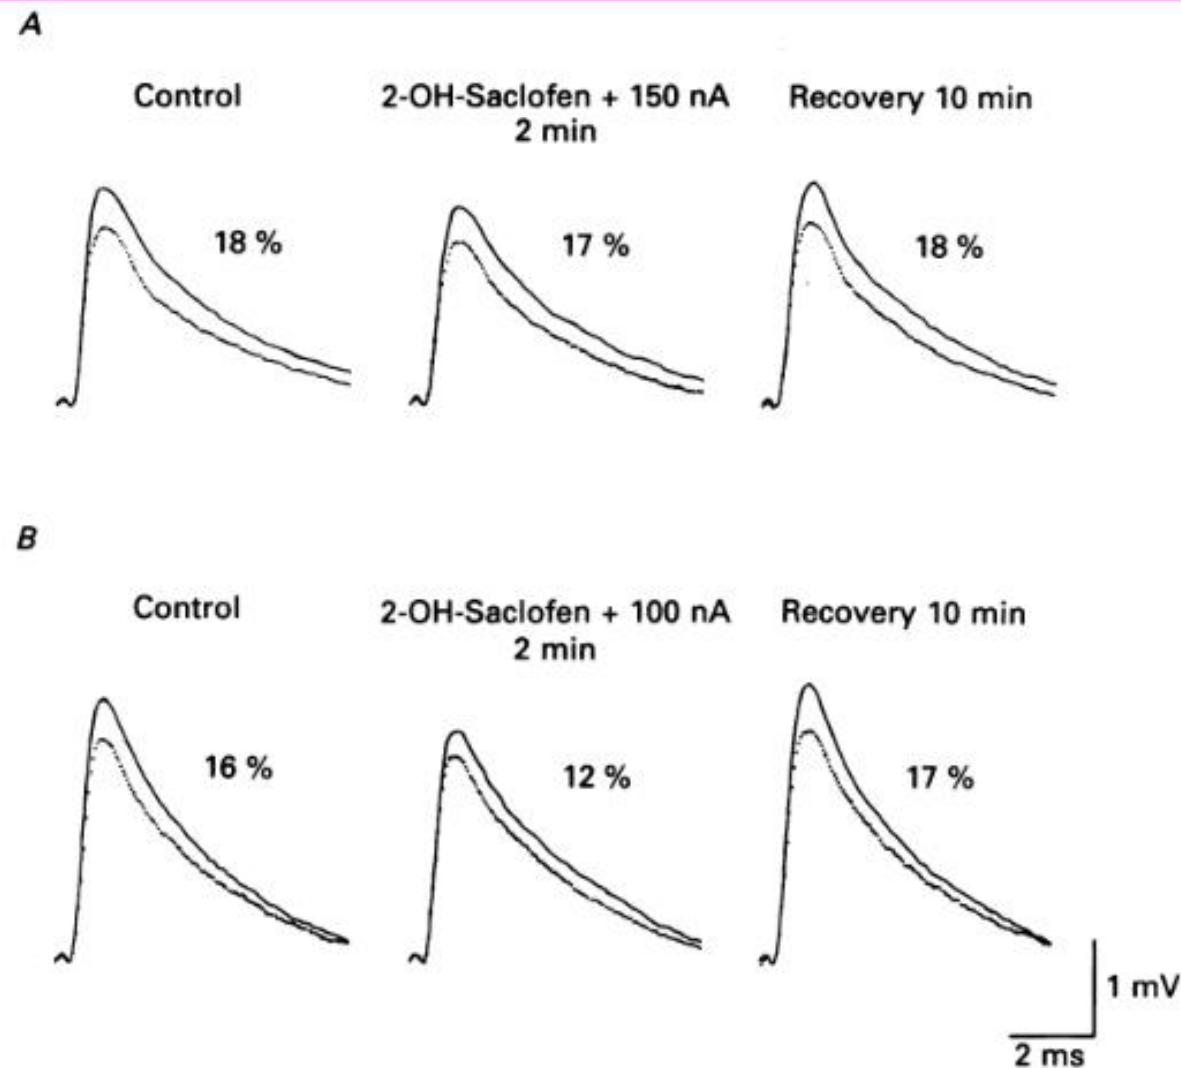 A
Control
2-OH-Saclofen + 150 nA
2 min
Recovery 10 min
18 %
17 %
18 %
B
Control
2-OH-Saclofen + 100 nA
2 min
Recovery 10 min
16 %
12 %
17 %
1 mV
2 ms